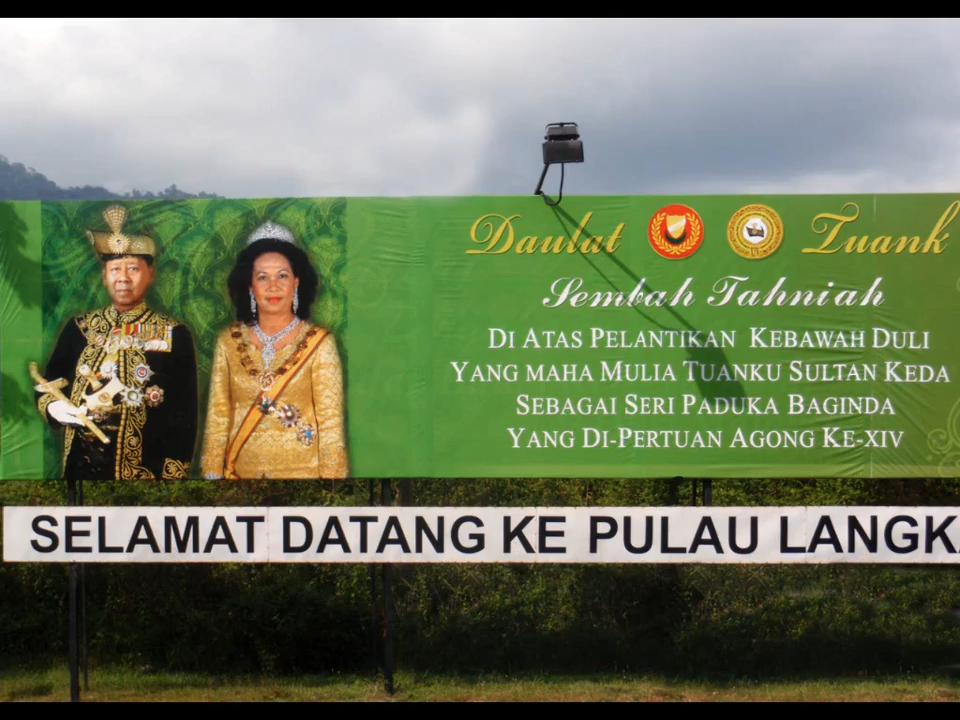 Daulat Tuank
Sembah Tahniah
DI ATAS PELANTIKAN KEBAWAH DULI
YANG MAHA MULIA TUANKU SULTAN KEDA
SEBAGAI SERI PADUKA BAGINDA
YANG DI-PERTUAN AGONG KE-XIV
SELAMAT DATANG KE PULAU LANGKA